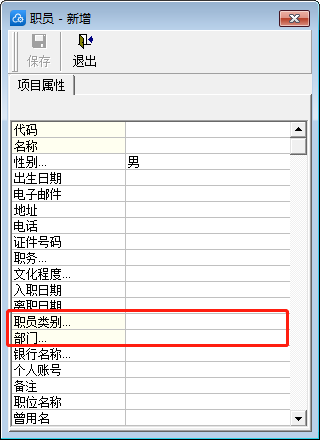 职员 - 新增
保存 退出
项目属性
代码
名称
性别... 男
出生日期
电子邮件
地址
电话
证件号码
职务...
文化程度...
入职日期
离职日期
职员类别...
部门...
银行名称...
个人账号
备注
职位名称
曾用名